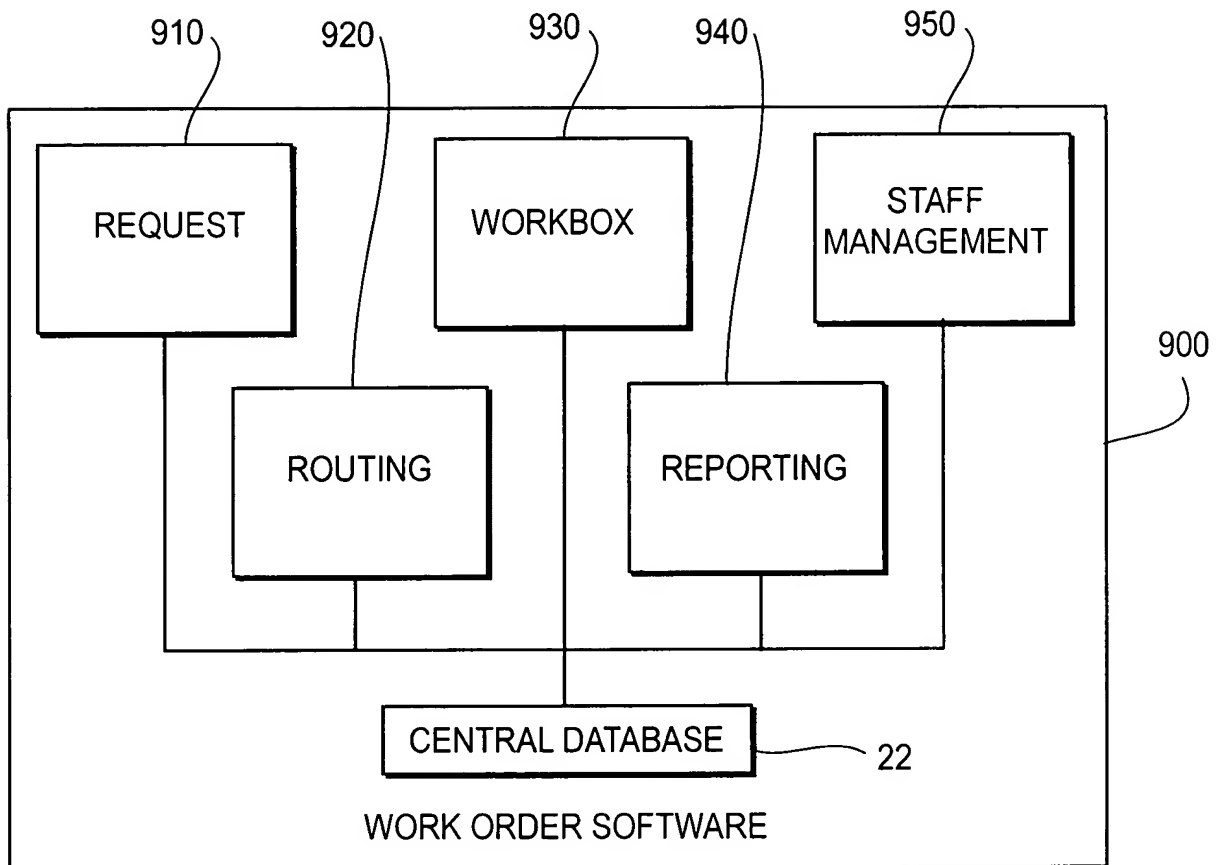 910
920
930
940
950
REQUEST
WORKBOX
STAFF
MANAGEMENT
900
ROUTING
REPORTING
CENTRAL DATABASE
22
WORK ORDER SOFTWARE